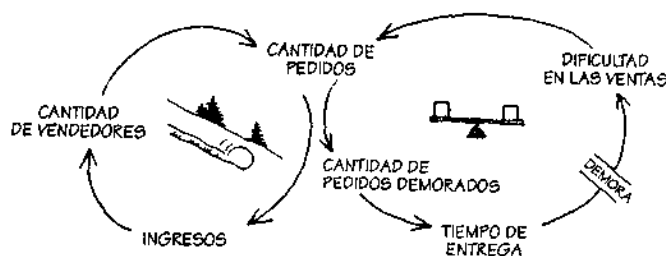 CANTIDAD DE
PEDIDOS
DIFICULTAD
EN LAS VENTAS
CANTIDAD
DE VENDEDORES
CANTIDAD DE
PEDIDOS DEMORADOS
DEMORA
INGRESOS
TIEMPO DE
ENTREGA